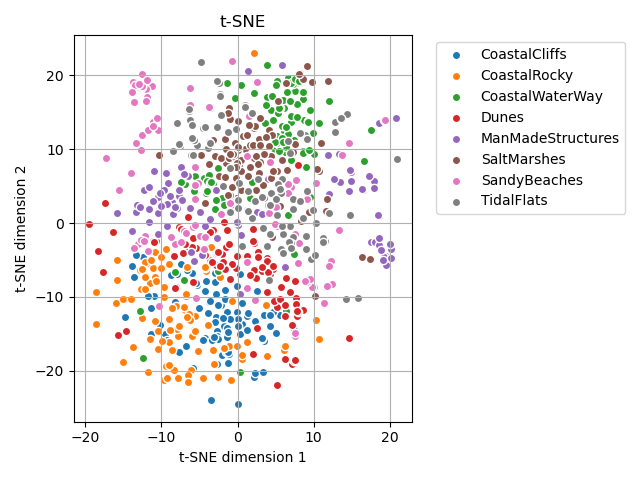 t-SNE
t-SNE dimension 2
20
10
0
−10
−20
−20
−10
0
10
20
t-SNE dimension 1
CoastalCliffs
CoastalRocky
CoastalWaterWay
Dunes
ManMadeStructures
SaltMarshes
SandyBeaches
TidalFlats